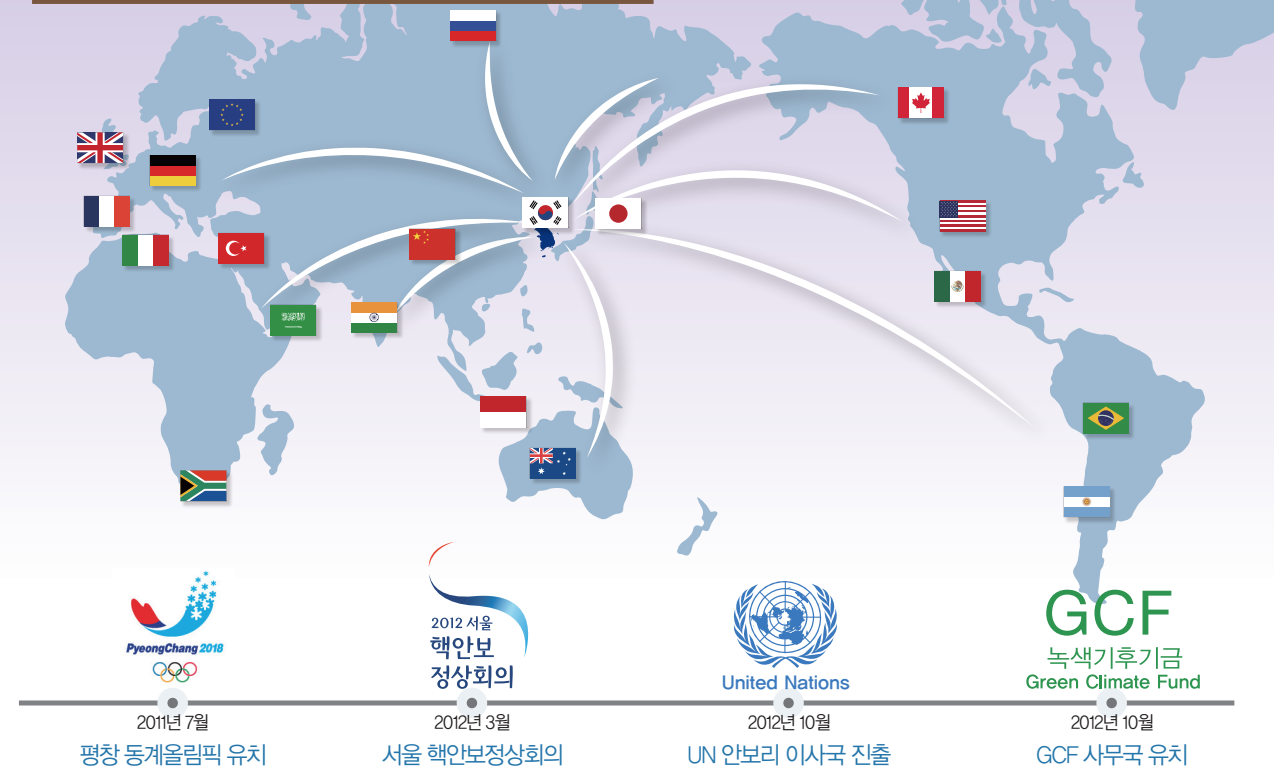 PyeongChang 2018
2012 서울
핵안보
정상회의
United Nations
GCF
녹색기후기금
Green Climate Fund
2011년 7월
2012년 3월
2012년 10월
2012년 10월
평창 동계올림픽 유치
서울 핵안보정상회의
UN 안보리 이사국 진출
GCF 사무국 유치